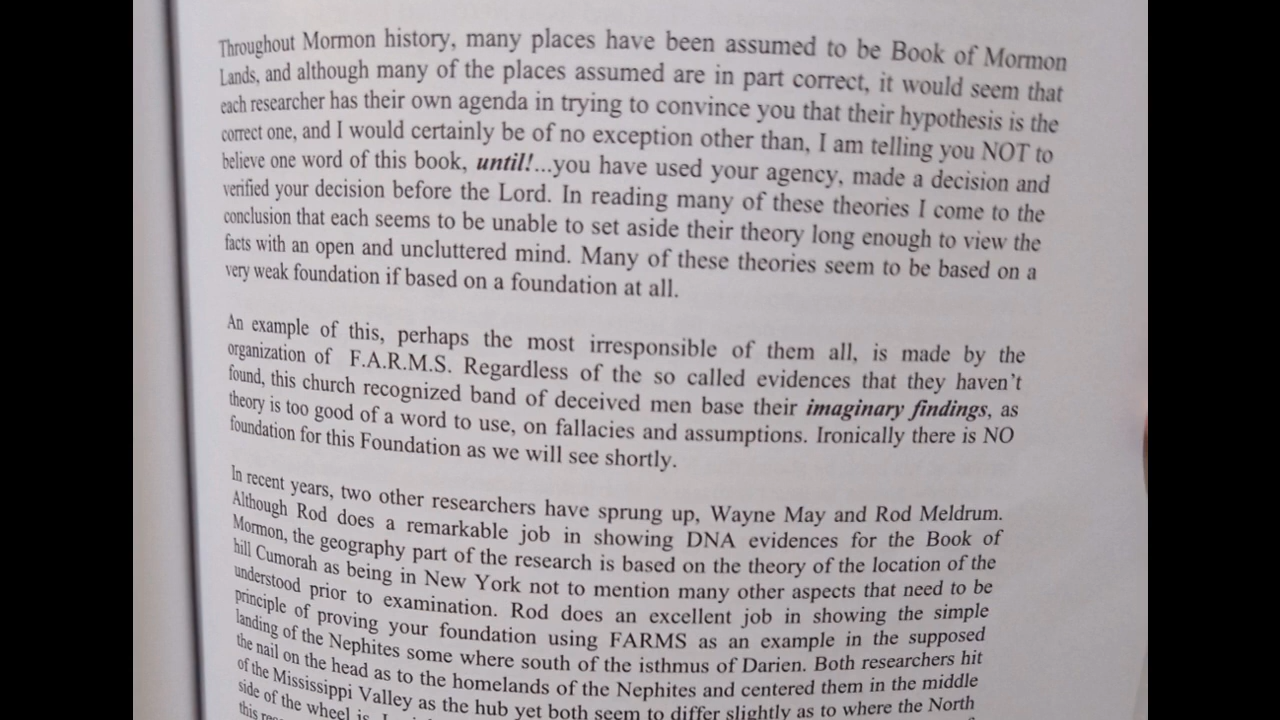 Throughout Mormon history, many places have been assumed to be Book of Mormon
Lands, and although many of the places assumed are in part correct, it would seem that
each researcher has their own agenda in trying to convince you that their hypothesis is the
correct one, and I would certainly be of no exception other than, I am telling you NOT to
believe one word of this book, until!...you have used your agency, made a decision and
verified your decision before the Lord. In reading many of these theories I come to the
conclusion that each seems to be unable to set aside their theory long enough to view the
facts with an open and uncluttered mind. Many of these theories seem to be based on a
very weak foundation if based on a foundation at all.
An example of this, perhaps the most irresponsible of them all, is made by the
organization of F.A.R.M.S. Regardless of the so called evidences that they haven't
found, this church recognized band of deceived men base their imaginary findings, as
theory is too good of a word to use, on fallacies and assumptions. Ironically there is NO
foundation for this Foundation as we will see shortly.
In recent years, two other researchers have sprung up, Wayne May and Rod Meldrum.
Although Rod does a remarkable job in showing DNA evidences for the Book of
Mormon, the geography part of the research is based on the theory of the location of the
hill Cumorah as being in New York not to mention many other aspects that need to be
understood prior to examination. Rod does an excellent job in showing the simple
principle of proving your foundation using FARMS as an example in the supposed
landing of the Nephites some where south of the isthmus of Darien. Both researchers hit
the nail on the head as to the homelands of the Nephites and centered them in the middle
of the Mississippi Valley as the hub yet both seem to differ slightly as to where the North
side of the wheel is.
this